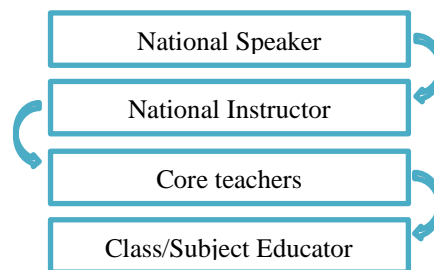 National Speaker
National Instructor
Core teachers
Class/Subject Educator